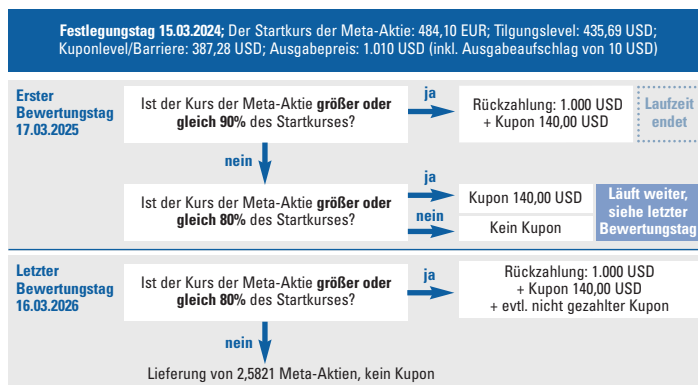 Festlegungstag 15.03.2024; Der Startkurs der Meta-Aktie: 484,10 EUR; Tilgungslevel: 435,69 USD;
Kuponlevel/Barriere: 387,28 USD; Ausgabepreis: 1.010 USD (inkl. Ausgabeaufschlag von 10 USD)
Erster
Bewertungstag
17.03.2025
Ist der Kurs der Meta-Aktie größer oder
gleich 90% des Startkurses?
ja
Rückzahlung: 1.000 USD
+ Kupon 140,00 USD
Laufzeit
endet
nein
Ist der Kurs der Meta-Aktie größer oder
gleich 80% des Startkurses?
ja
Kupon 140,00 USD
nein
Kein Kupon
Läuft weiter,
siehe letzter
Bewertungstag
Letzter
Bewertungstag
16.03.2026
Ist der Kurs der Meta-Aktie größer oder
gleich 80% des Startkurses?
ja
Rückzahlung: 1.000 USD
+ Kupon 140,00 USD
+ evtl. nicht gezahlter Kupon
nein
Lieferung von 2,5821 Meta-Aktien, kein Kupon